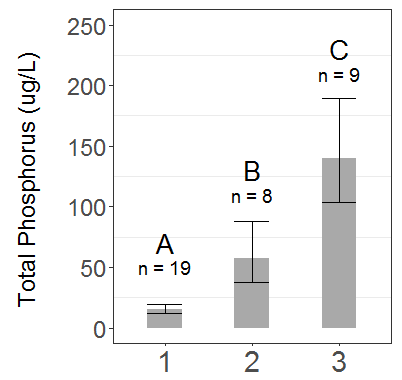 Total Phosphorus (ug/L)
250
200
150
100
50
0
A
n = 19
B
n = 8
C
n = 9
1 2 3